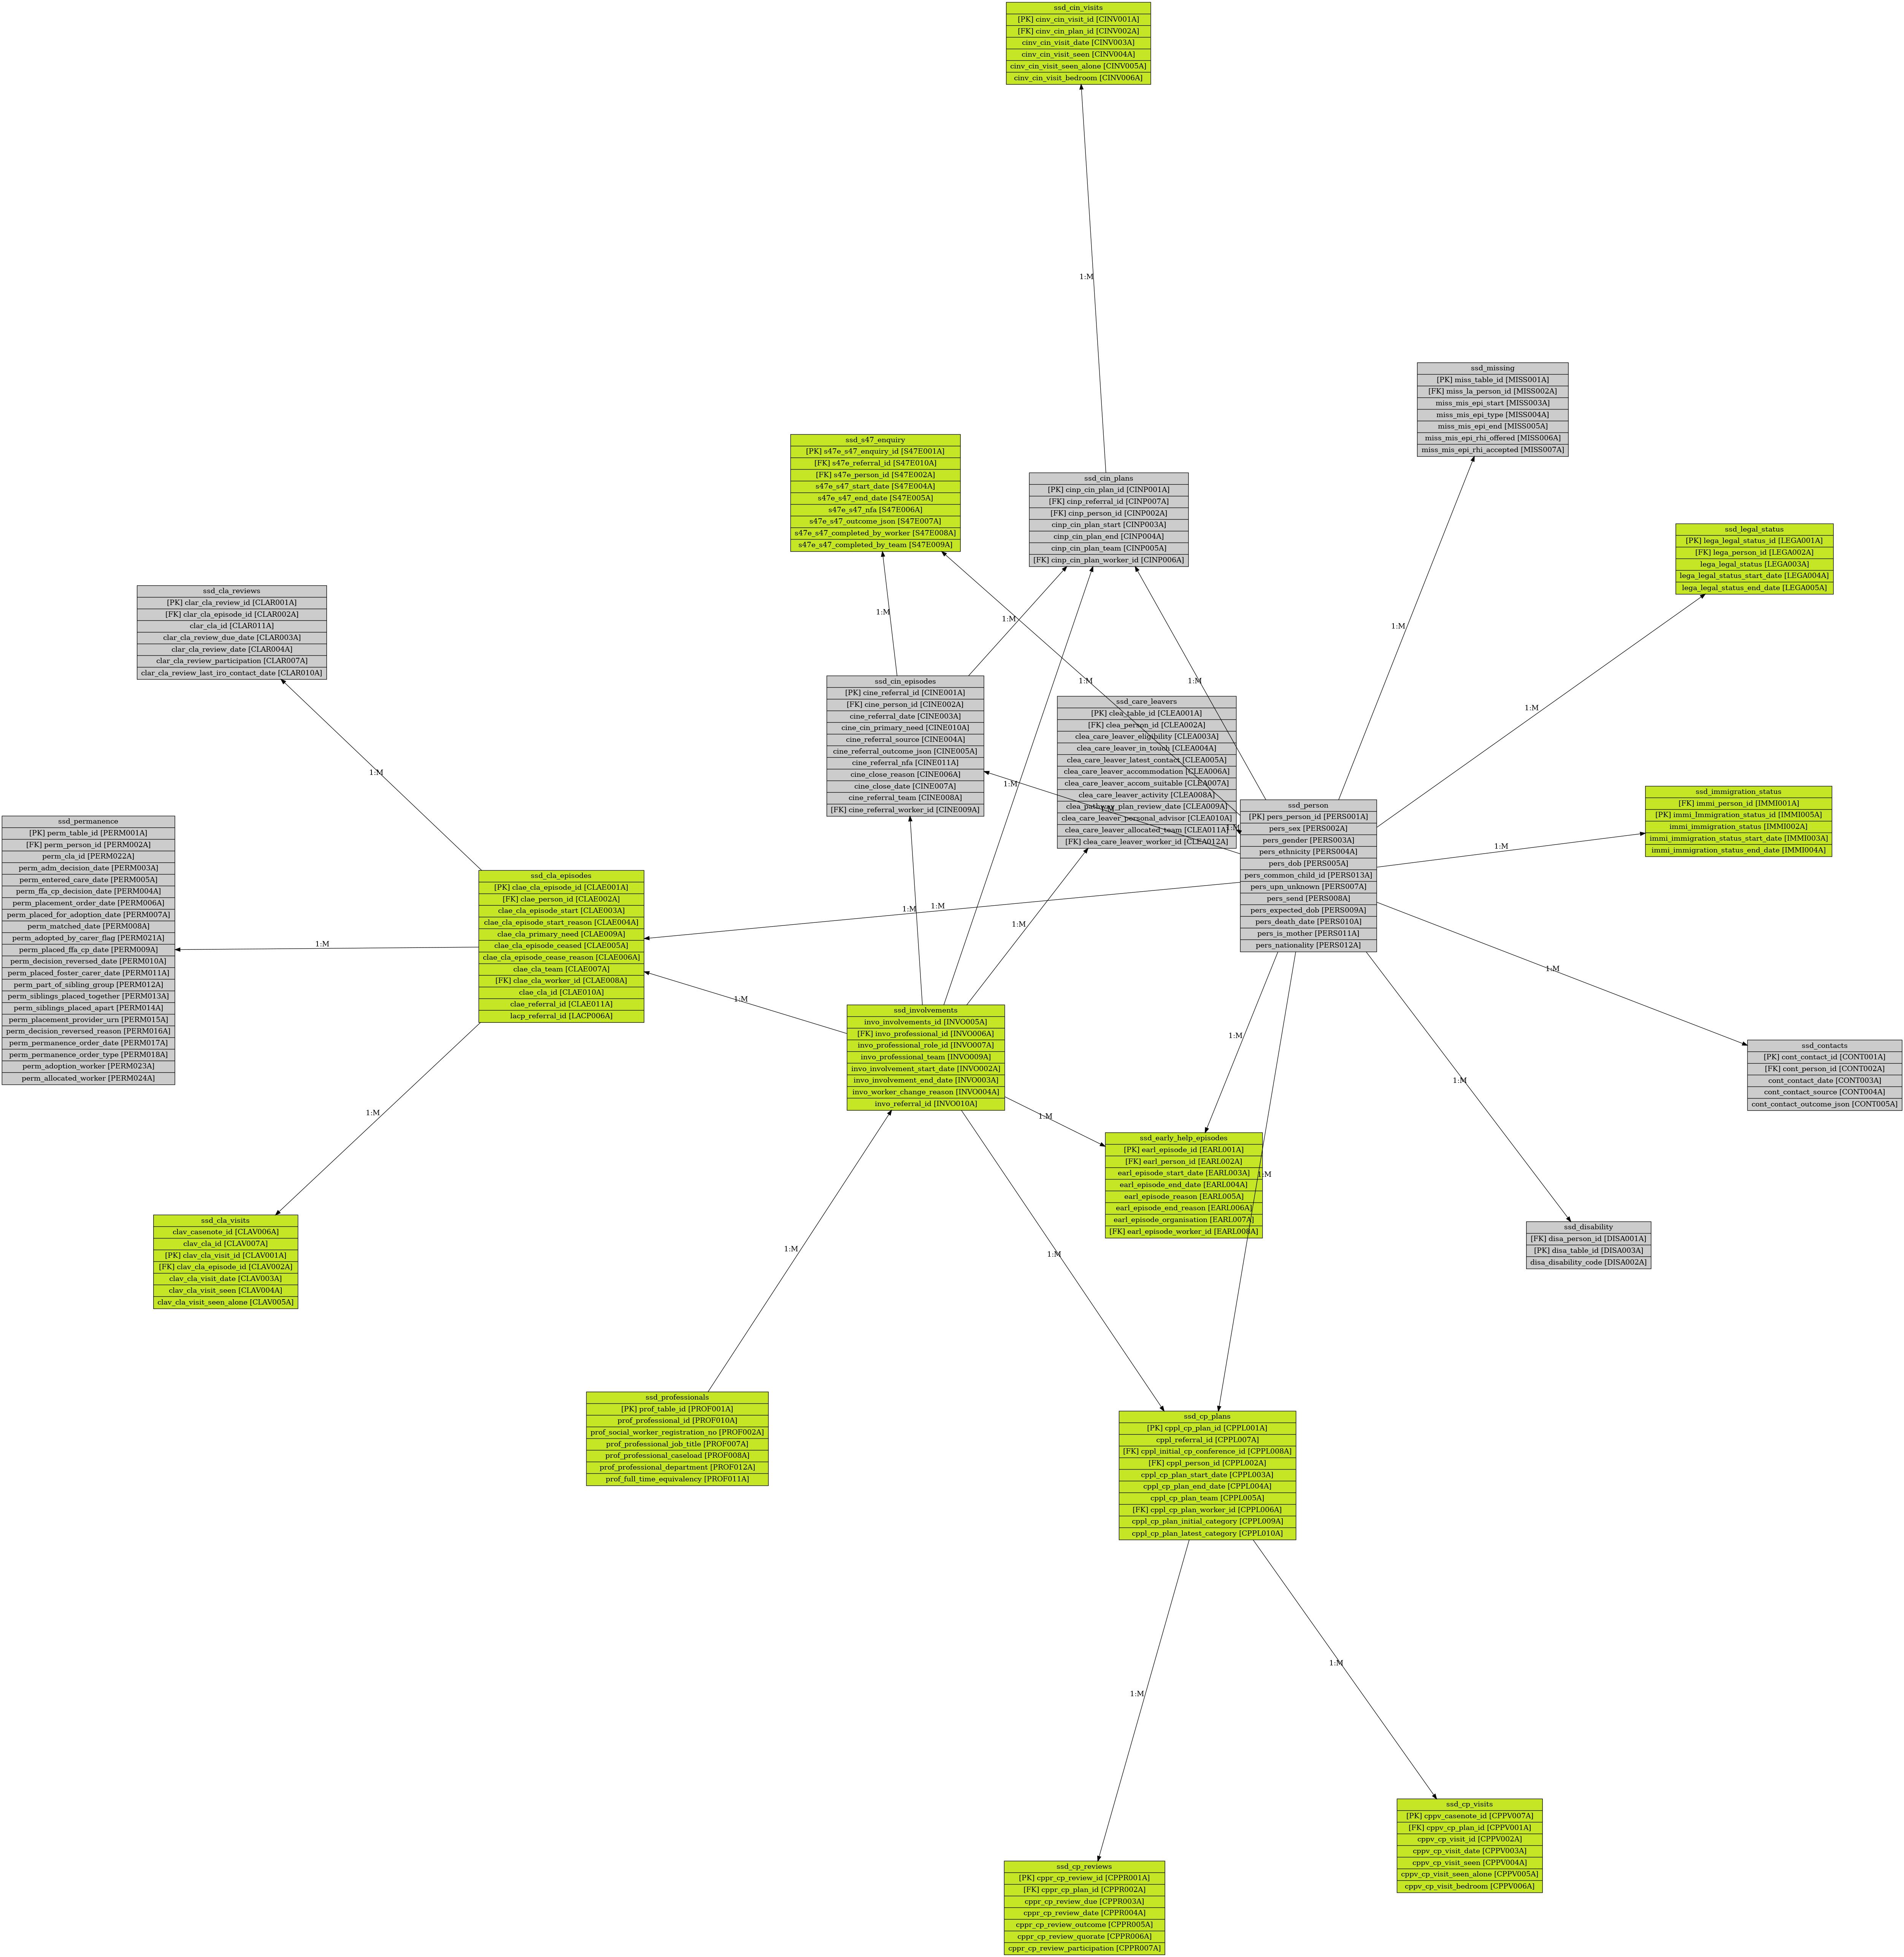 ssd_cin_visits
[PK] cinv_cin_visit_id [CINV001A]
[FK] cinv_cin_plan_id [CINV002A]
cinv_cin_visit_date [CINV003A]
cinv_cin_visit_seen [CINV004A]
cinv_cin_visit_seen_alone [CINV005A]
cinv_cin_visit_bedroom [CINV006A]
1:M
ssd_missing
[PK] miss_table_id [MISS001A]
[FK] miss_la_person_id [MISS002A]
miss_mis_epi_start [MISS003A]
miss_mis_epi_type [MISS004A]
miss_mis_epi_end [MISS005A]
miss_mis_epi_rhi_offered [MISS006A]
miss_mis_epi_rhi_accepted [MISS007A]
ssd_s47_enquiry
[PK] s47e_s47_enquiry_id [S47E001A]
[FK] s47e_referral_id [S47E010A]
[FK] s47e_person_id [S47E002A]
s47e_s47_start_date [S47E004A]
s47e_s47_end_date [S47E005A]
s47e_s47_nfa [S47E006A]
s47e_s47_outcome_json [S47E007A]
s47e_s47_completed_by_worker [S47E008A]
s47e_s47_completed_by_team [S47E009A]
ssd_cin_plans
[PK] cinp_cin_plan_id [CINP001A]
[FK] cinp_referral_id [CINP007A]
[FK] cinp_person_id [CINP002A]
cinp_cin_plan_start [CINP003A]
cinp_cin_plan_end [CINP004A]
cinp_cin_plan_team [CINP005A]
[FK] cinp_cin_plan_worker_id [CINP006A]
ssd_legal_status
[PK] lega_legal_status_id [LEGA001A]
[FK] lega_person_id [LEGA002A]
lega_legal_status [LEGA003A]
lega_legal_status_start_date [LEGA004A]
lega_legal_status_end_date [LEGA005A]
ssd_cla_reviews
[PK] clar_cla_review_id [CLAR001A]
[FK] clar_cla_episode_id [CLAR002A]
clar_cla_id [CLAR011A]
clar_cla_review_due_date [CLAR003A]
clar_cla_review_date [CLAR004A]
clar_cla_review_participation [CLAR007A]
clar_cla_review_last_iro_contact_date [CLAR010A]
1:M
1:M
1:M
1:M
1:M
1:M
ssd_cin_episodes
[PK] cine_referral_id [CINE001A]
[FK] cine_person_id [CINE002A]
cine_referral_date [CINE003A]
cine_cin_primary_need [CINE010A]
cine_referral_source [CINE004A]
cine_referral_outcome_json [CINE005A]
cine_referral_nfa [CINE011A]
cine_close_reason [CINE006A]
cine_close_date [CINE007A]
cine_referral_team [CINE008A]
[FK] cine_referral_worker_id [CINE009A]
ssd_care_leavers
[PK] clea_table_id [CLEA001A]
[FK] clea_person_id [CLEA002A]
clea_care_leaver_eligibility [CLEA003A]
clea_care_leaver_in_touch [CLEA004A]
clea_care_leaver_latest_contact [CLEA005A]
clea_care_leaver_accommodation [CLEA006A]
clea_care_leaver_accom_suitable [CLEA007A]
clea_care_leaver_activity [CLEA008A]
clea_pathway_plan_review_date [CLEA009A]
clea_care_leaver_personal_advisor [CLEA010A]
clea_care_leaver_allocated_team [CLEA011A]
[FK] clea_care_leaver_worker_id [CLEA012A]
1:M
1:M
1:M
1:M
ssd_person
[PK] pers_person_id [PERS001A]
pers_sex [PERS002A]
pers_gender [PERS003A]
pers_ethnicity [PERS004A]
pers_dob [PERS005A]
pers_common_child_id [PERS013A]
pers_upn_unknown [PERS007A]
pers_send [PERS008A]
pers_expected_dob [PERS009A]
pers_death_date [PERS010A]
pers_is_mother [PERS011A]
pers_nationality [PERS012A]
ssd_immigration_status
[FK] immi_person_id [IMMI001A]
[PK] immi_Immigration_status_id [IMMI005A]
immi_immigration_status [IMMI002A]
immi_immigration_status_start_date [IMMI003A]
immi_immigration_status_end_date [IMMI004A]
1:M
ssd_permanence
[PK] perm_table_id [PERM001A]
[FK] perm_person_id [PERM002A]
perm_cla_id [PERM022A]
perm_adm_decision_date [PERM003A]
perm_entered_care_date [PERM005A]
perm_ffa_cp_decision_date [PERM004A]
perm_placement_order_date [PERM006A]
perm_placed_for_adoption_date [PERM007A]
perm_matched_date [PERM008A]
perm_adopted_by_carer_flag [PERM021A]
perm_placed_ffa_cp_date [PERM009A]
perm_decision_reversed_date [PERM010A]
perm_placed_foster_carer_date [PERM011A]
perm_part_of_sibling_group [PERM012A]
perm_siblings_placed_together [PERM013A]
perm_siblings_placed_apart [PERM014A]
perm_placement_provider_urn [PERM015A]
perm_decision_reversed_reason [PERM016A]
perm_permanence_order_date [PERM017A]
perm_permanence_order_type [PERM018A]
perm_adoption_worker [PERM023A]
perm_allocated_worker [PERM024A]
1:M
ssd_cla_episodes
[PK] clae_cla_episode_id [CLAE001A]
[FK] clae_person_id [CLAE002A]
clae_cla_episode_start [CLAE003A]
clae_cla_episode_start_reason [CLAE004A]
clae_cla_primary_need [CLAE009A]
clae_cla_episode_ceased [CLAE005A]
clae_cla_episode_cease_reason [CLAE006A]
clae_cla_team [CLAE007A]
[FK] clae_cla_worker_id [CLAE008A]
clae_cla_id [CLAE010A]
clae_referral_id [CLAE011A]
lacp_referral_id [LACP006A]
1:M
1:M
1:M
1:M
1:M
ssd_involvements
invo_involvements_id [INVO005A]
[FK] invo_professional_id [INVO006A]
invo_professional_role_id [INVO007A]
invo_professional_team [INVO009A]
invo_involvement_start_date [INVO002A]
invo_involvement_end_date [INVO003A]
invo_worker_change_reason [INVO004A]
invo_referral_id [INVO010A]
1:M
1:M
1:M
ssd_contacts
[PK] cont_contact_id [CONT001A]
[FK] cont_person_id [CONT002A]
cont_contact_date [CONT003A]
cont_contact_source [CONT004A]
cont_contact_outcome_json [CONT005A]
1:M
1:M
ssd_early_help_episodes
[PK] earl_episode_id [EARL001A]
[FK] earl_person_id [EARL002A]
earl_episode_start_date [EARL003A]
earl_episode_end_date [EARL004A]
earl_episode_reason [EARL005A]
earl_episode_end_reason [EARL006A]
earl_episode_organisation [EARL007A]
[FK] earl_episode_worker_id [EARL008A]
1:M
ssd_cla_visits
clav_casenote_id [CLAV006A]
clav_cla_id [CLAV007A]
[PK] clav_cla_visit_id [CLAV001A]
[FK] clav_cla_episode_id [CLAV002A]
clav_cla_visit_date [CLAV003A]
clav_cla_visit_seen [CLAV004A]
clav_cla_visit_seen_alone [CLAV005A]
1:M
1:M
ssd_disability
[FK] disa_person_id [DISA001A]
[PK] disa_table_id [DISA003A]
disa_disability_code [DISA002A]
ssd_professionals
[PK] prof_table_id [PROF001A]
prof_professional_id [PROF010A]
prof_social_worker_registration_no [PROF002A]
prof_professional_job_title [PROF007A]
prof_professional_caseload [PROF008A]
prof_professional_department [PROF012A]
prof_full_time_equivalency [PROF011A]
ssd_cp_plans
[PK] cppl_cp_plan_id [CPPL001A]
cppl_referral_id [CPPL007A]
[FK] cppl_initial_cp_conference_id [CPPL008A]
[FK] cppl_person_id [CPPL002A]
cppl_cp_plan_start_date [CPPL003A]
cppl_cp_plan_end_date [CPPL004A]
cppl_cp_plan_team [CPPL005A]
[FK] cppl_cp_plan_worker_id [CPPL006A]
cppl_cp_plan_initial_category [CPPL009A]
cppl_cp_plan_latest_category [CPPL010A]
1:M
1:M
ssd_cp_visits
[PK] cppv_casenote_id [CPPV007A]
[FK] cppv_cp_plan_id [CPPV001A]
cppv_cp_visit_id [CPPV002A]
cppv_cp_visit_date [CPPV003A]
cppv_cp_visit_seen [CPPV004A]
cppv_cp_visit_seen_alone [CPPV005A]
cppv_cp_visit_bedroom [CPPV006A]
ssd_cp_reviews
[PK] cppr_cp_review_id [CPPR001A]
[FK] cppr_cp_plan_id [CPPR002A]
cppr_cp_review_due [CPPR003A]
cppr_cp_review_date [CPPR004A]
cppr_cp_review_outcome [CPPR005A]
cppr_cp_review_quorate [CPPR006A]
cppr_cp_review_participation [CPPR007A]